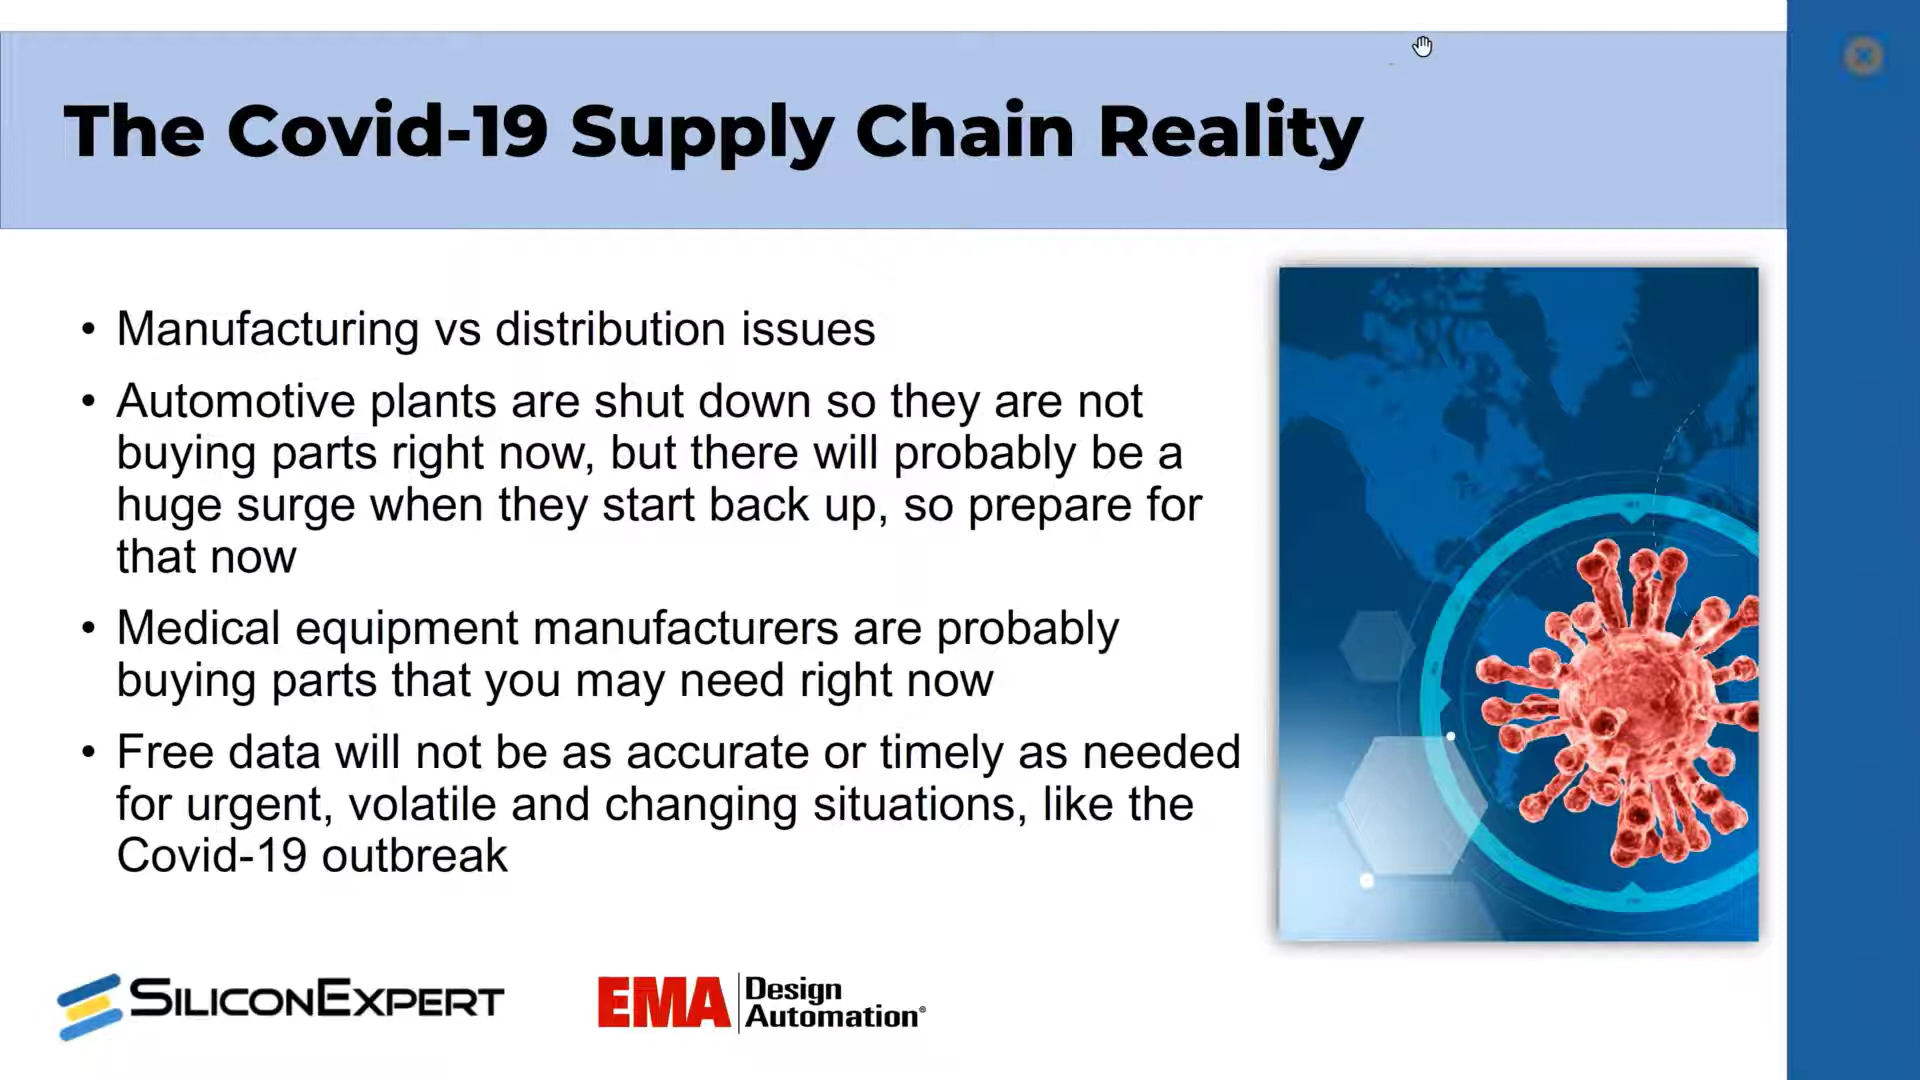 The Covid-19 Supply Chain Reality
• Manufacturing vs distribution issues
• Automotive plants are shut down so they are not
buying parts right now, but there will probably be a
huge surge when they start back up, so prepare for
that now
• Medical equipment manufacturers are probably
buying parts that you may need right now
• Free data will not be as accurate or timely as needed
for urgent, volatile and changing situations, like the
Covid-19 outbreak
SILICONEXPERT
EMA Design
Automation®